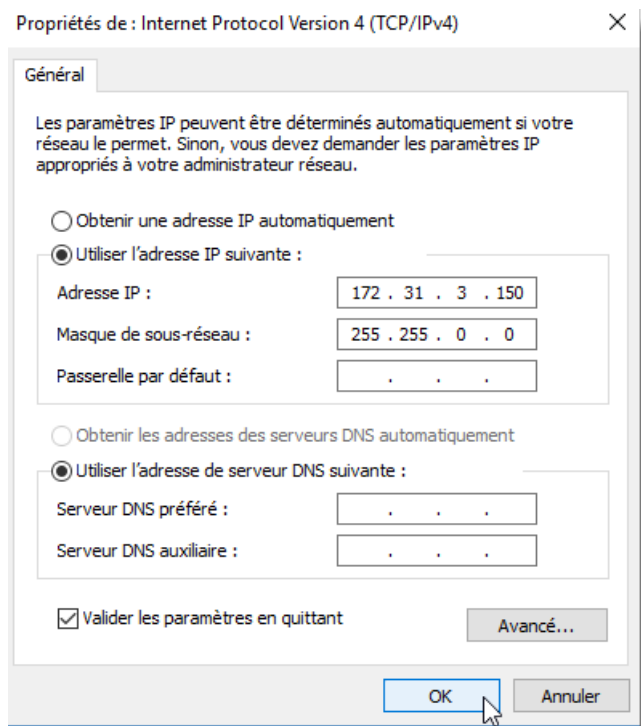 Propriétés de : Internet Protocol Version 4 (TCP/IPv4)
Général
Les paramètres IP peuvent être déterminés automatiquement si votre
réseau le permet. Sinon, vous devez demander les paramètres IP
appropriés à votre administrateur réseau.
Obtenir une adresse IP automatiquement
Utiliser l'adresse IP suivante :
Adresse IP : 172 . 31 . 3 . 150
Masque de sous-réseau : 255 . 255 . 0 . 0
Passerelle par défaut : . . .
Obtenir les adresses des serveurs DNS automatiquement
Utiliser l'adresse de serveur DNS suivante :
Serveur DNS préféré : . . .
Serveur DNS auxiliaire : . . .
Valider les paramètres en quittant
Avancé...
OK Annuler